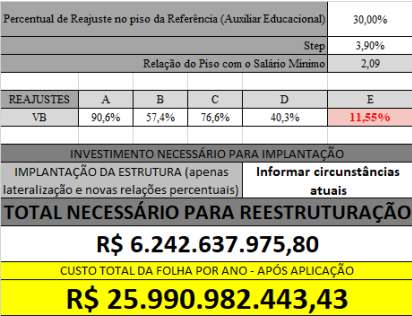 Percentual de Reajuste no piso da Referência (Auxiliar Educacional) 30,00%
Step 3,90%
Relação do Piso com o Salário Mínimo 2,09
REAJUSTES A B C D E
VB 90,6% 57,4% 76,6% 40,3% 11,55%
INVESTIMENTO NECESSÁRIO PARA IMPLANTAÇÃO
IMPLANTAÇÃO DA ESTRUTURA (apenas
lateralização e novas relações percentuais)
Informar circunstâncias
atuais
TOTAL NECESSÁRIO PARA REESTRUTURAÇÃO
R$ 6.242.637.975,80
CUSTO TOTAL DA FOLHA POR ANO - APÓS APLICAÇÃO
R$ 25.990.982.443,43